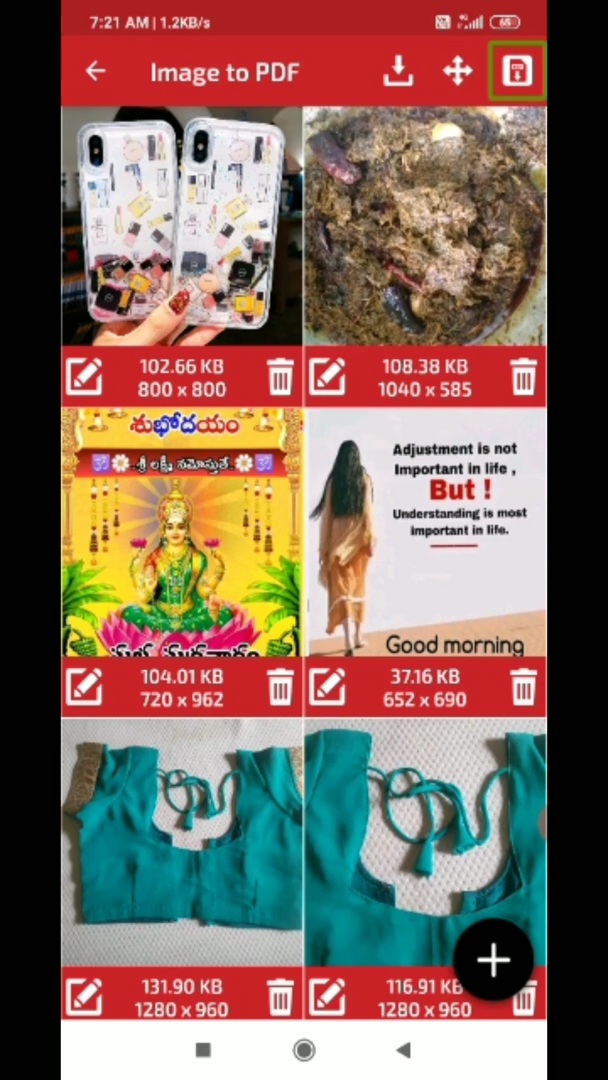 7:21 AM | 1.2KB/s
65
Image to PDF
102.66 KB
800 x 800
108.38 KB
1040 x 585
శుభోదయం
శ్రీ లక్ష్మీ నమోస్తుతే
Adjustment is not
Important in life ,
But !
Understanding is most
important in life.
Good morning
104.01 KB
720 x 962
37.16 KB
652 x 690
131.90 KB
1280 x 960
116.91 KB
1280 x 960